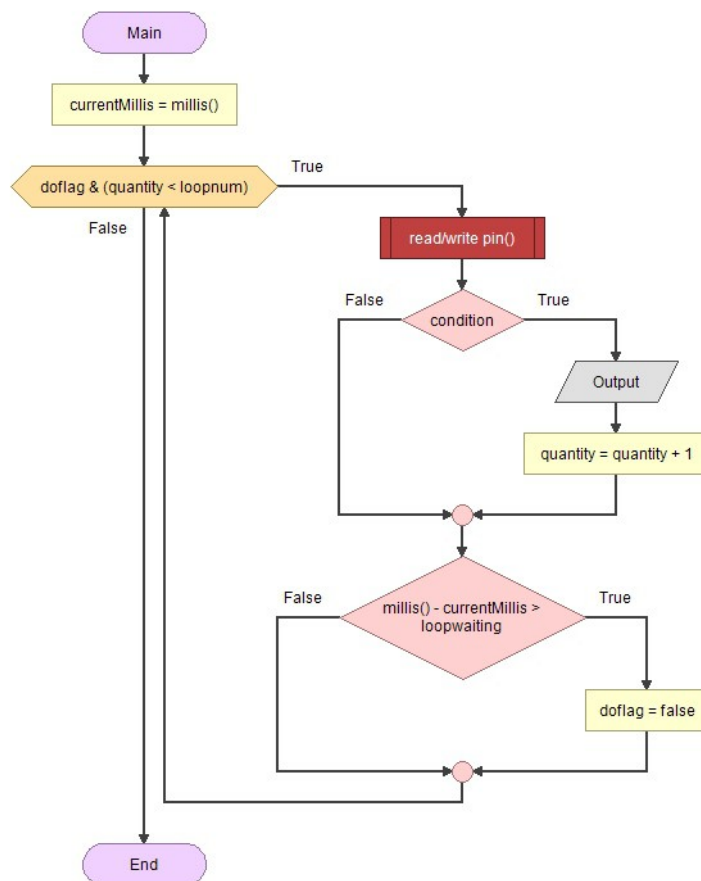 Main
currentMillis = millis()
doflag & (quantity < loopnum)
True
False
read/write pin()
False
True
condition
Output
quantity = quantity + 1
False
True
millis() - currentMillis >
loopwaiting
doflag = false
End